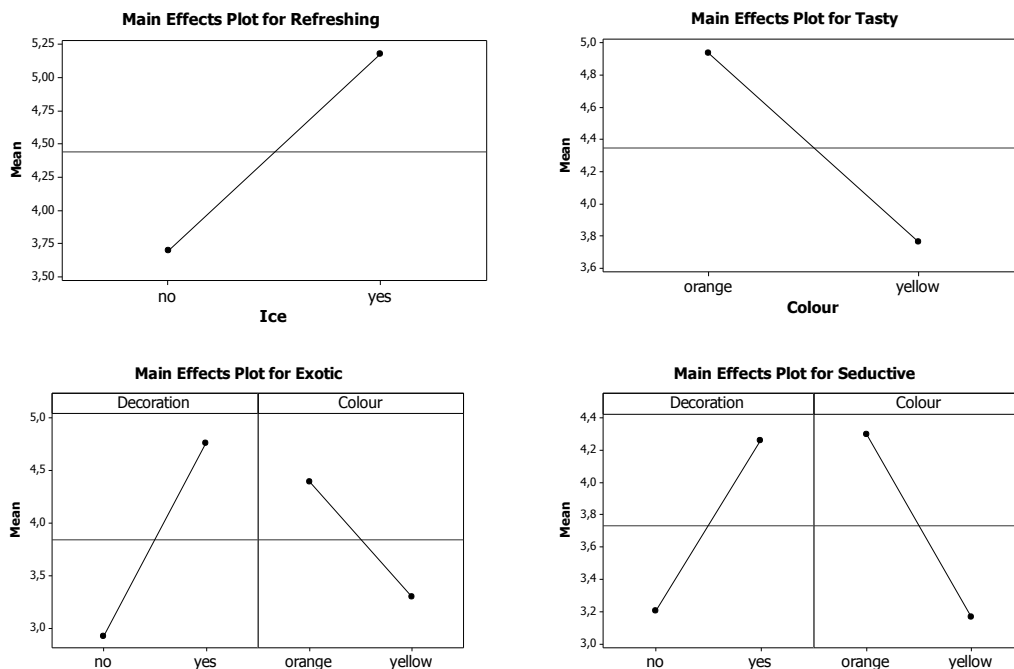 Main Effects Plot for Refreshing
5,25
5,00
4,75
4,50
4,25
4,00
3,75
3,50
Mean
no yes
Ice
Main Effects Plot for Tasty
5,0
4,8
4,6
4,4
4,2
4,0
3,8
3,6
Mean
orange yellow
Colour
Main Effects Plot for Exotic
Decoration Colour
5,0
4,5
4,0
3,5
3,0
Mean
no yes orange yellow
Main Effects Plot for Seductive
Decoration Colour
4,4
4,2
4,0
3,8
3,6
3,4
3,2
3,0
Mean
no yes orange yellow